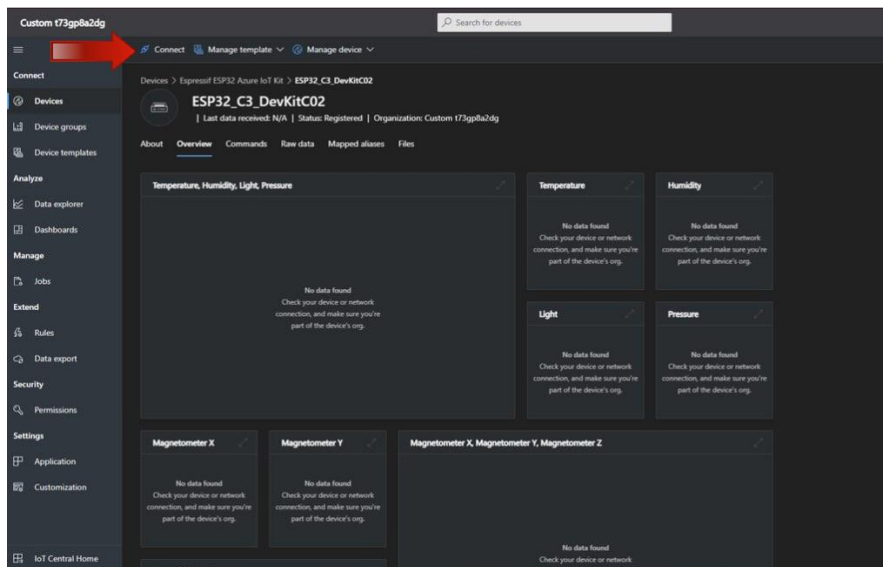 Custom t73gp8a2dg
Search for devices
Connect
Manage template
Manage device
Connect
Devices
Device groups
Device templates
Analyze
Data explorer
Dashboards
Manage
Jobs
Extend
Rules
Data export
Security
Permissions
Settings
Application
Customization
IoT Central Home
Devices > Espressif ESP32 Azure IoT Kit > ESP32_C3_DevKitC02
ESP32_C3_DevKitC02
| Last data received: N/A | Status: Registered | Organization: Custom t73gp8a2dg
About Overview Commands Raw data Mapped aliases Files
Temperature, Humidity, Light, Pressure
No data found
Check your device or network
connection, and make sure you're
part of the device's org.
Temperature
No data found
Check your device or network
connection, and make sure you're
part of the device's org.
Humidity
No data found
Check your device or network
connection, and make sure you're
part of the device's org.
Light
No data found
Check your device or network
connection, and make sure you're
part of the device's org.
Pressure
No data found
Check your device or network
connection, and make sure you're
part of the device's org.
Magnetometer X
No data found
Check your device or network
connection, and make sure you're
part of the device's org.
Magnetometer Y
No data found
Check your device or network
connection, and make sure you're
part of the device's org.
Magnetometer X, Magnetometer Y, Magnetometer Z
No data found
Check your device or network